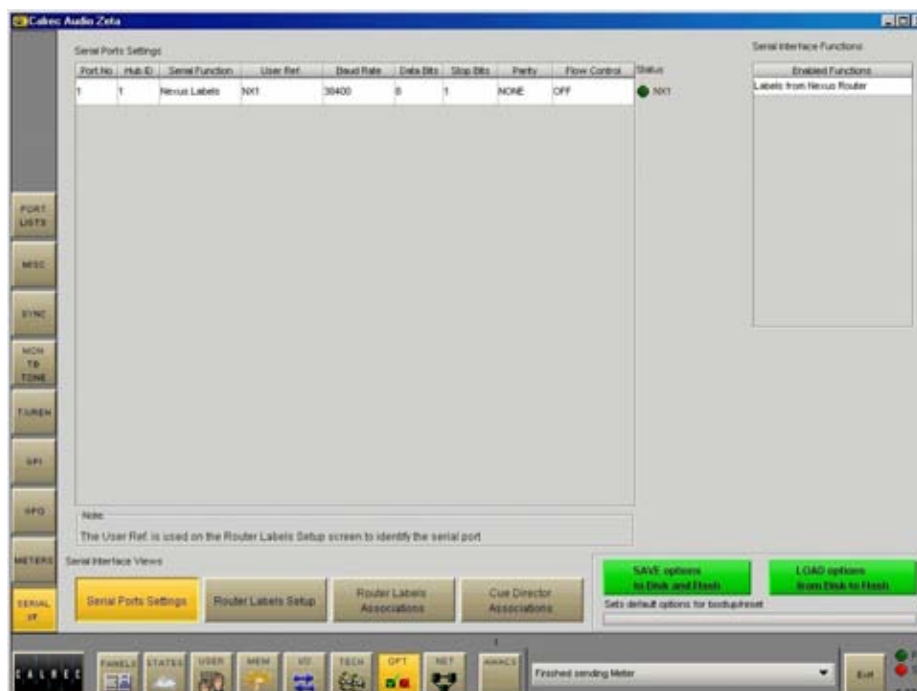 Calrec Audio Zeta
Serial Ports Settings
Port No. Hub ID Serial Function User Ref. Baud Rate Data Bits Stop Bits Parity Flow Control Status
1 1 Nexus Labels NX1 38400 8 1 NONE OFF NX1
Serial Interface Functions
Enabled Functions
Labels from Nexus Router
PORT
LISTS
MISC
SYNC
MON
TB
TONE
GPI
GPO
METERS
SERIAL
I/F
Note:
The User Ref. is used on the Router Labels Setup screen to identify the serial port
Serial Interface Views
Serial Ports Settings
Router Labels Setup
Router Labels
Associations
Cue Director
Associations
SAVE options
to Disk and Flash
LOAD options
from Disk to Flash
Sets default options for bootup/reset
CALREC
PANELS
STATES
USER
MEM
I/O
TECH
OPT
NET
AWACS
Finished sending Meter
Exit